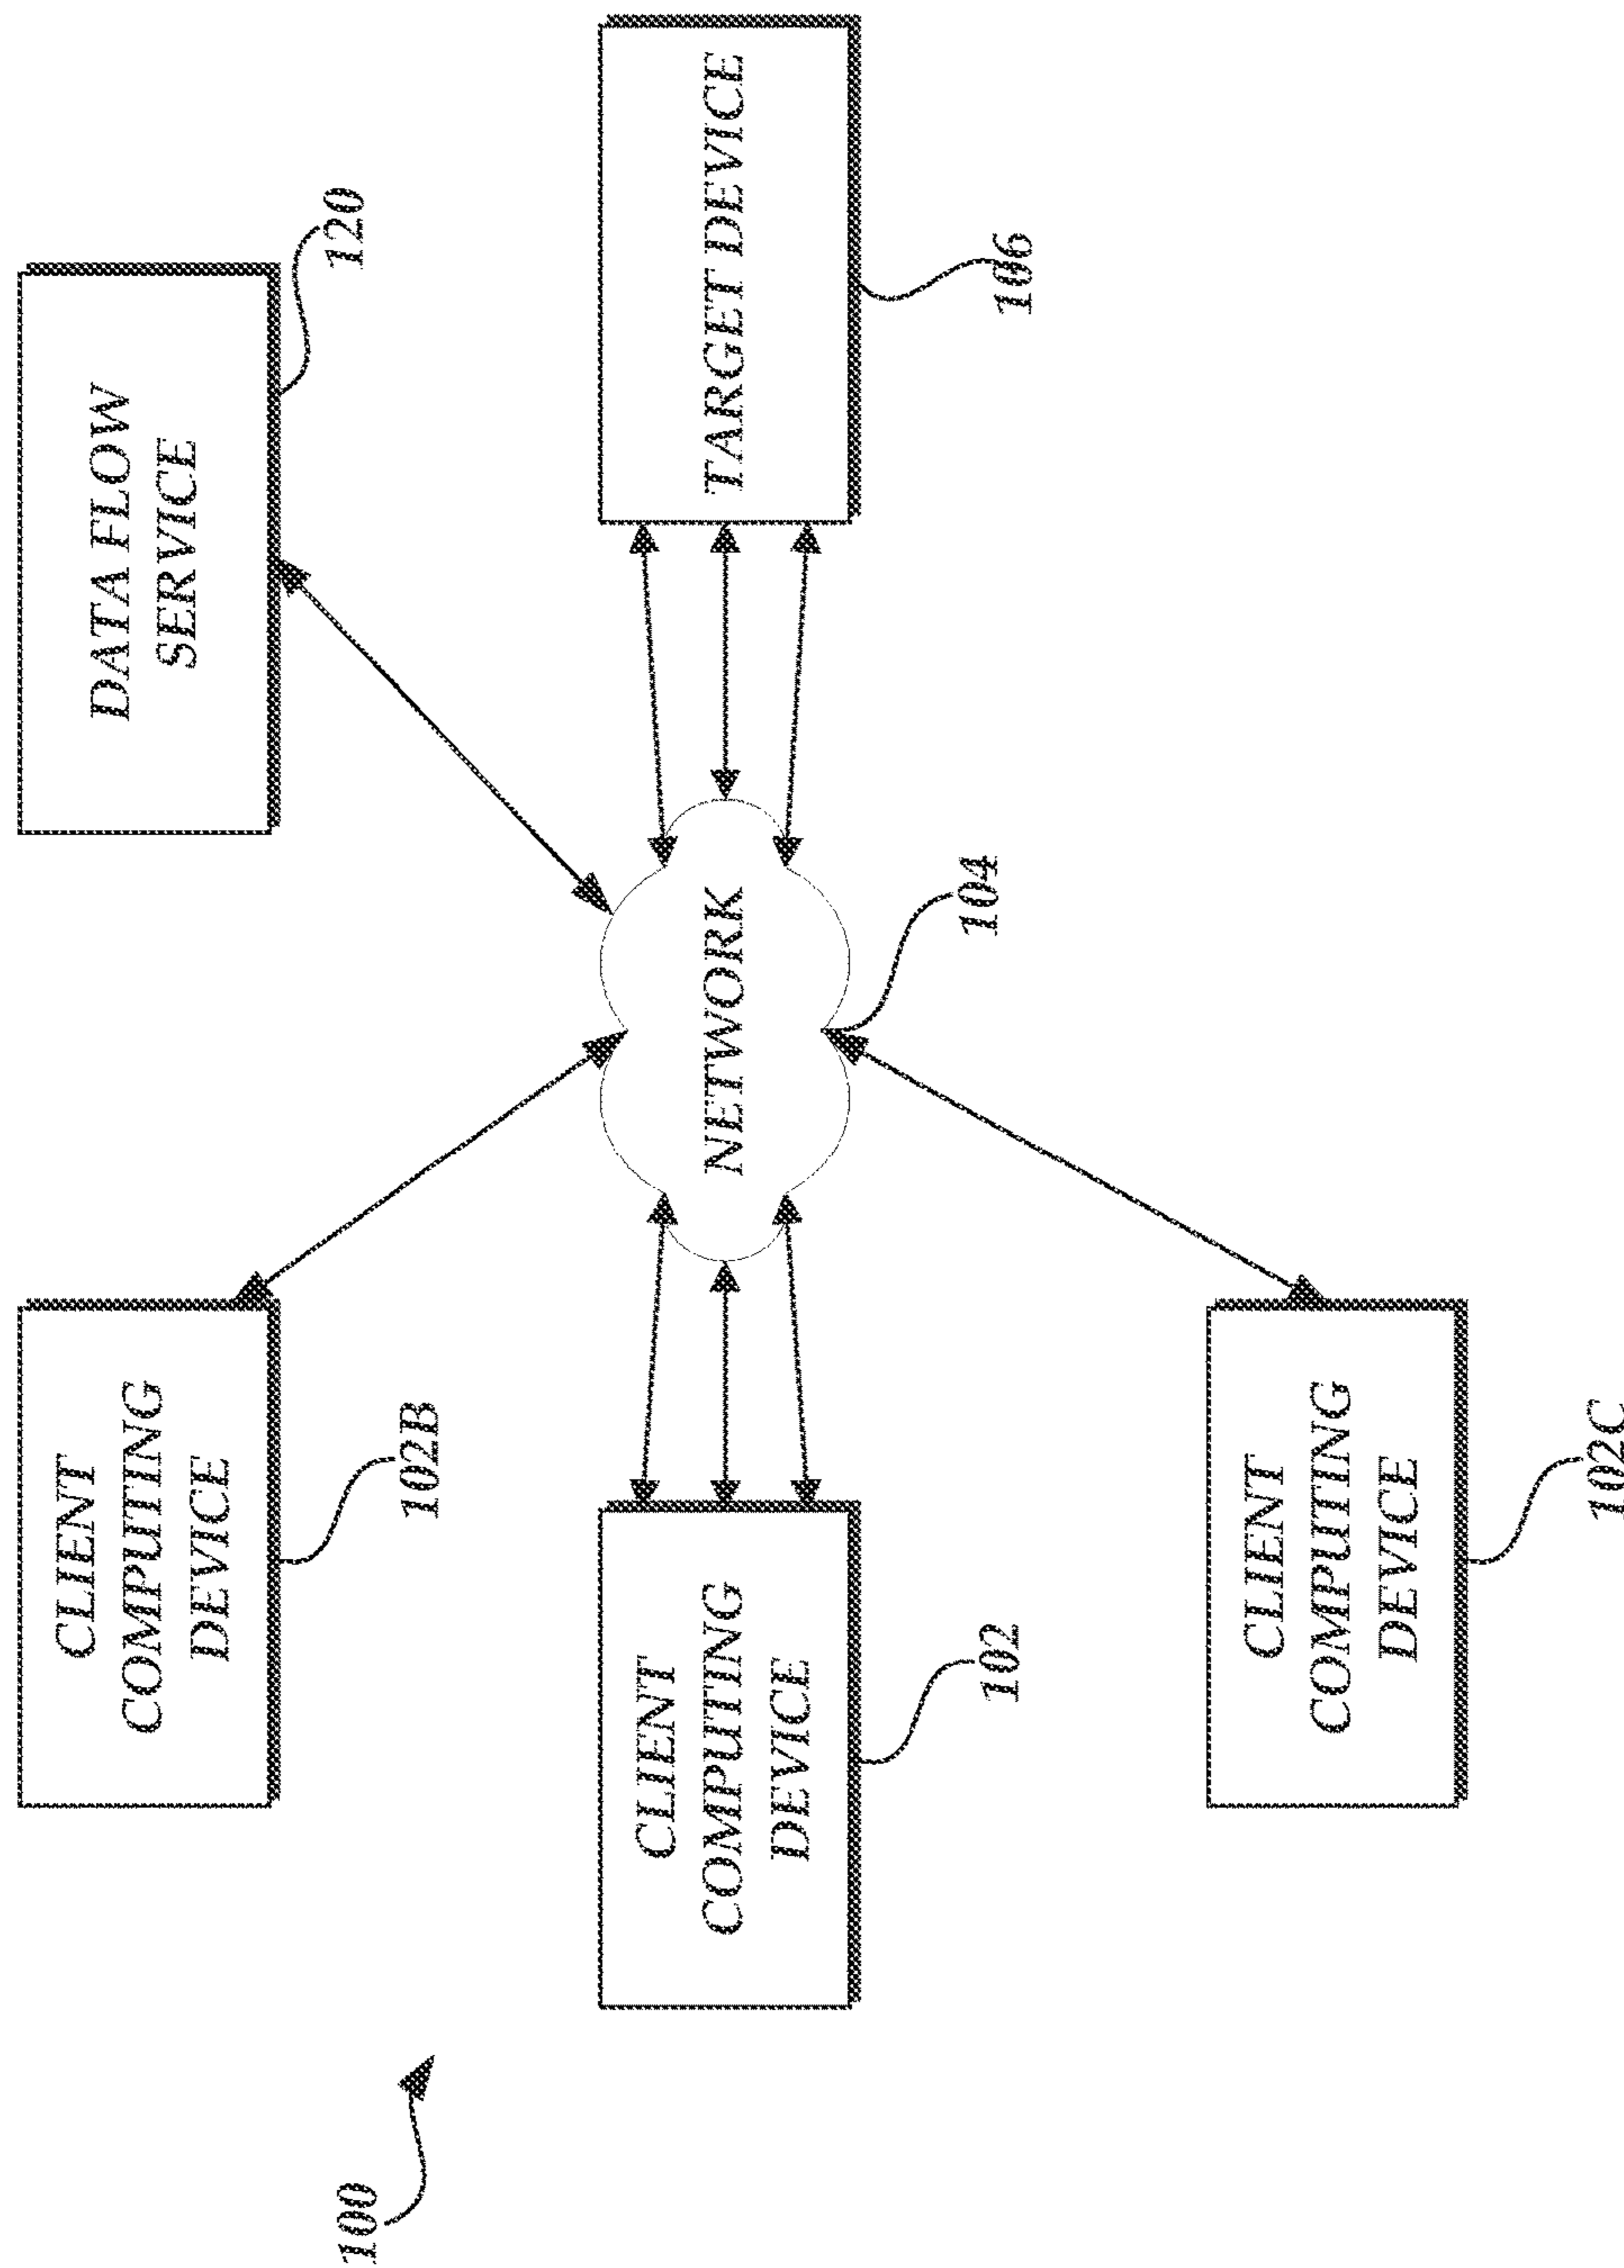 DATA FLOW
SERVICE
120
CLIENT
COMPUTING
DEVICE
102B
TARGET DEVICE
106
NETWORK
104
CLIENT
COMPUTING
DEVICE
102
CLIENT
COMPUTING
DEVICE
102C
100